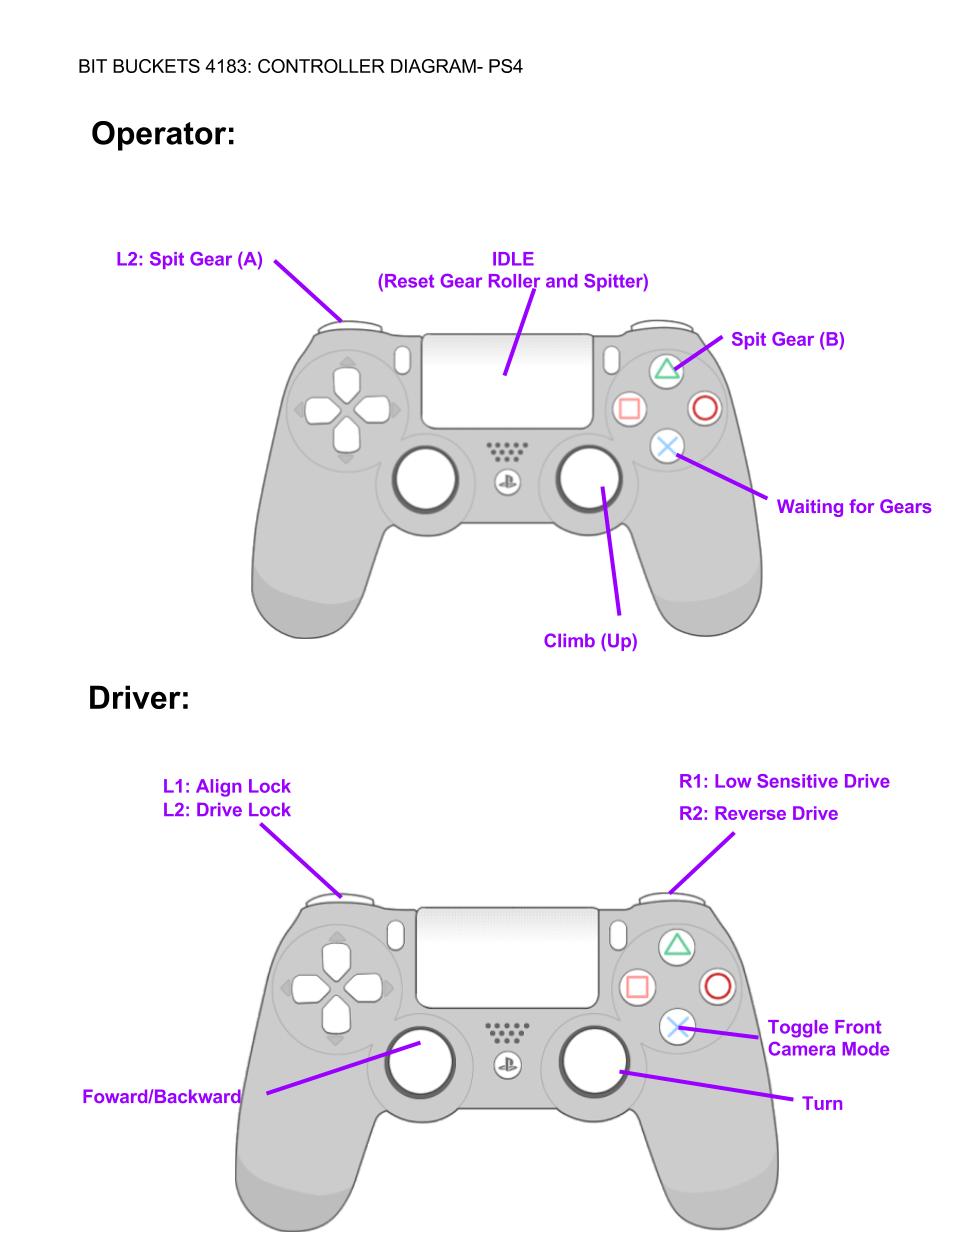 BIT BUCKETS 4183: CONTROLLER DIAGRAM- PS4
Operator:
L2: Spit Gear (A)
IDLE
(Reset Gear Roller and Spitter)
Spit Gear (B)
Waiting for Gears
Climb (Up)
Driver:
L1: Align Lock
L2: Drive Lock
R1: Low Sensitive Drive
R2: Reverse Drive
Toggle Front
Camera Mode
Foward/Backward
Turn